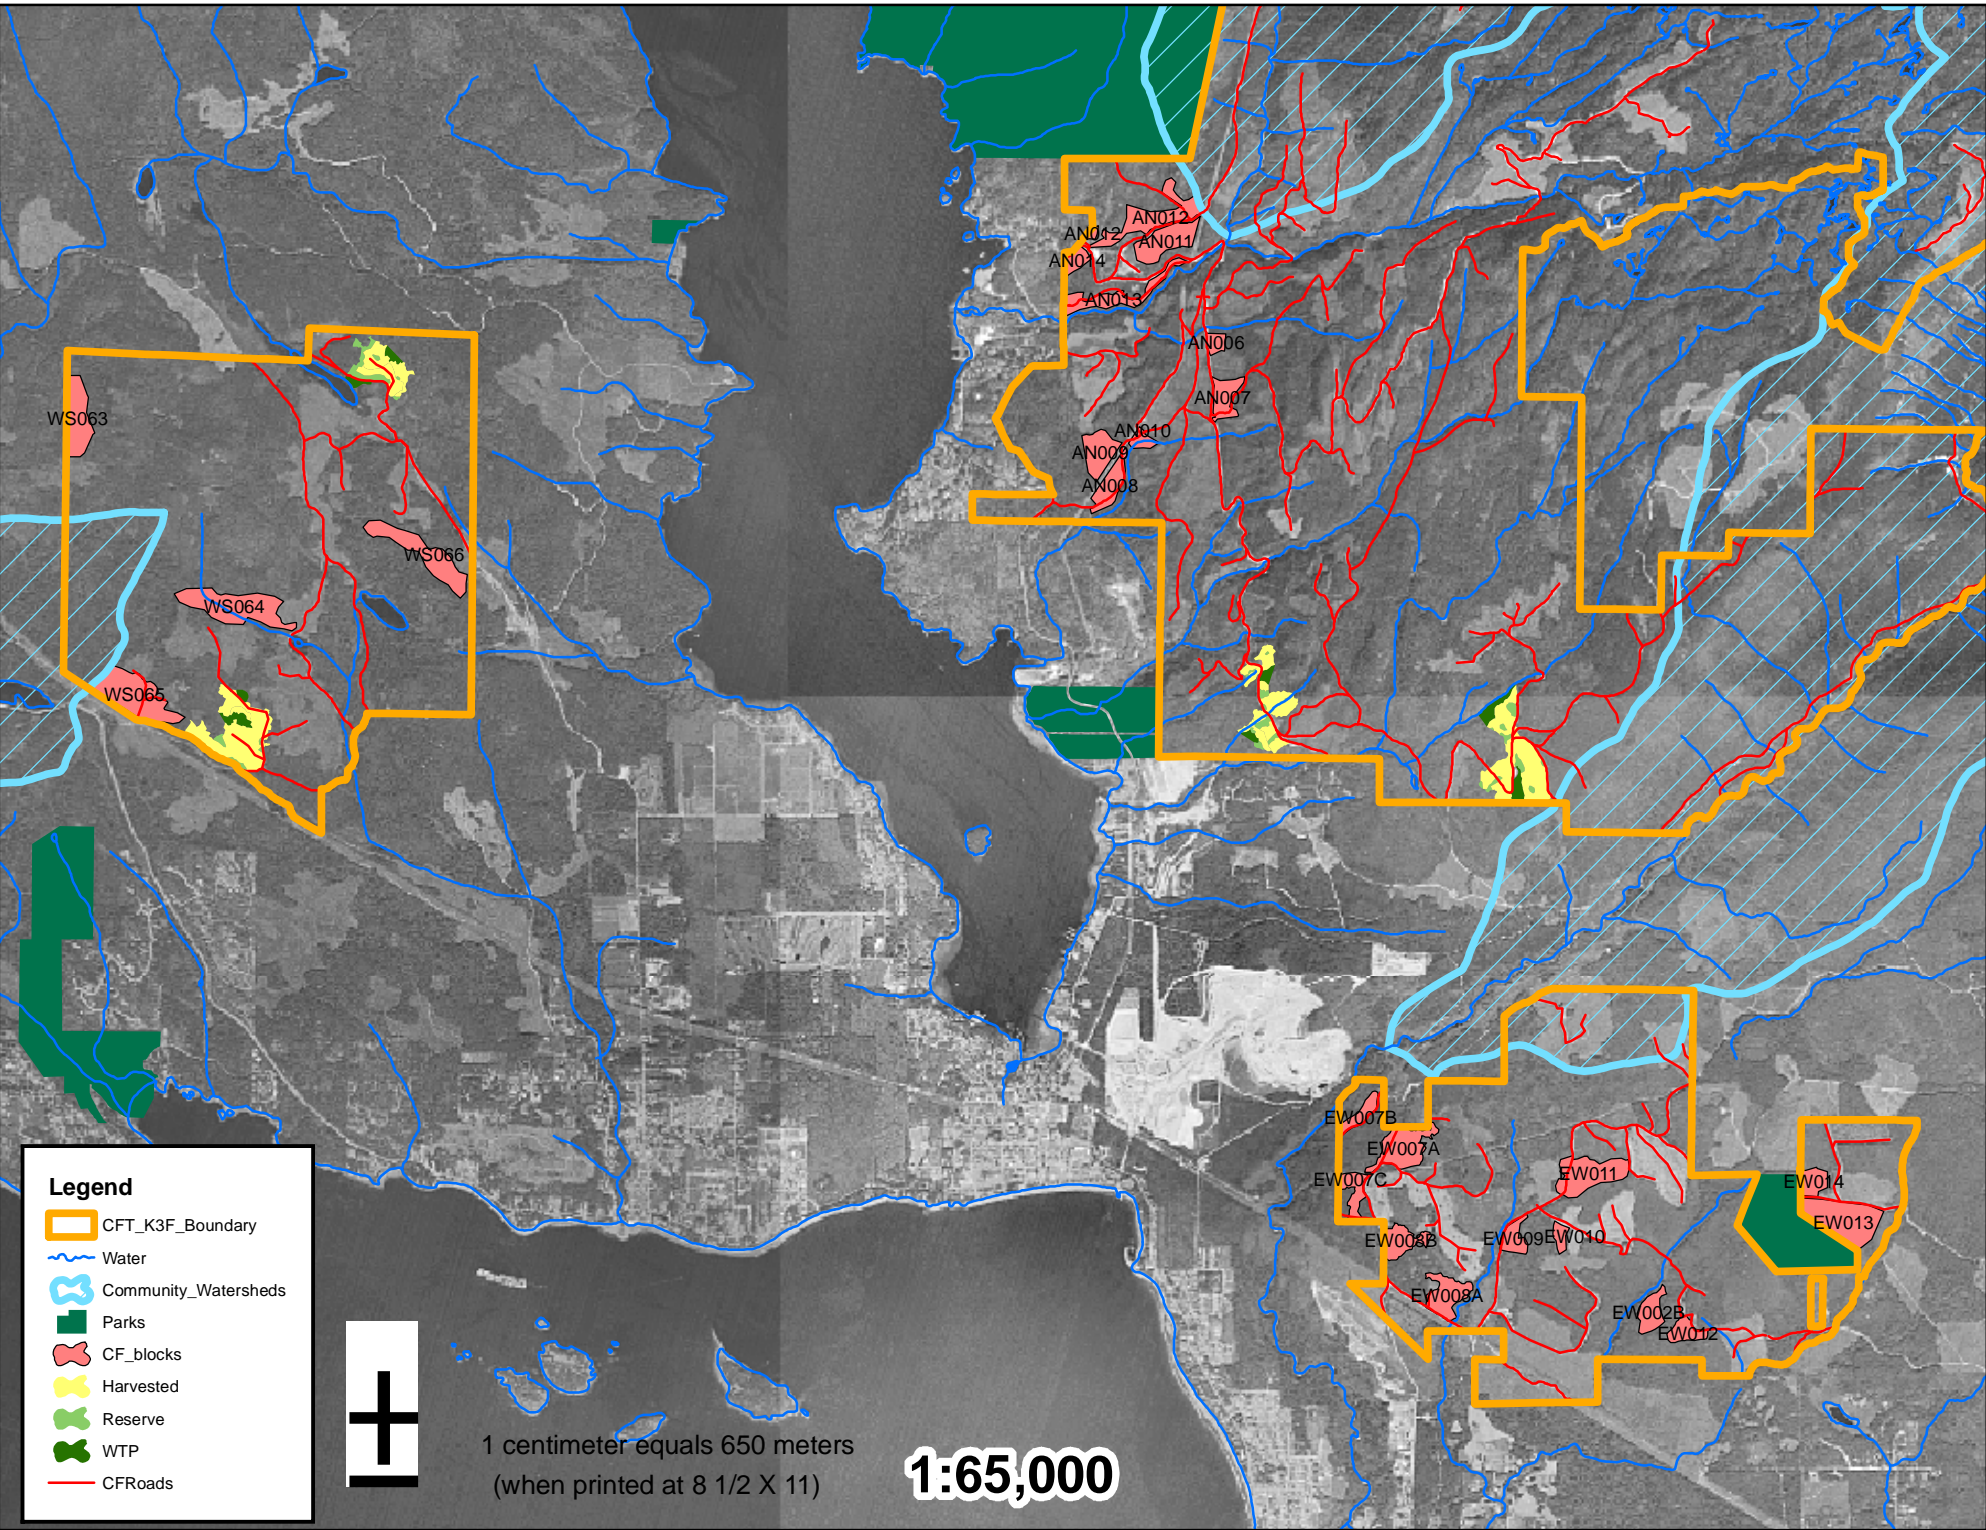 AN012
AN012
AN011
AN014
AN013
AN006
AN007
AN010
AN009
AN008
WS063
WS066
WS064
WS065
EW007B
EW007A
EW007C
EW011
EW014
EW013
EW009
EW010
EW008B
EW008A
EW002B
EW012
Legend
CFT_K3F_Boundary
Water
Community_Watersheds
Parks
CF_blocks
Harvested
Reserve
WTP
CFRoads
1 centimeter equals 650 meters
(when printed at 8 1/2 X 11)
1:65,000